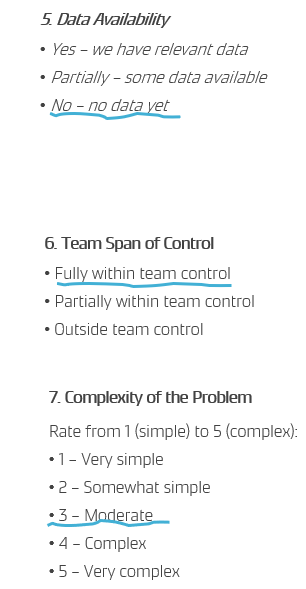 5. Data Availability
• Yes – we have relevant data
• Partially – some data available
• No – no data yet
6. Team Span of Control
• Fully within team control
• Partially within team control
• Outside team control
7. Complexity of the Problem
Rate from 1 (simple) to 5 (complex):
• 1 – Very simple
• 2 – Somewhat simple
• 3 – Moderate
• 4 – Complex
• 5 – Very complex